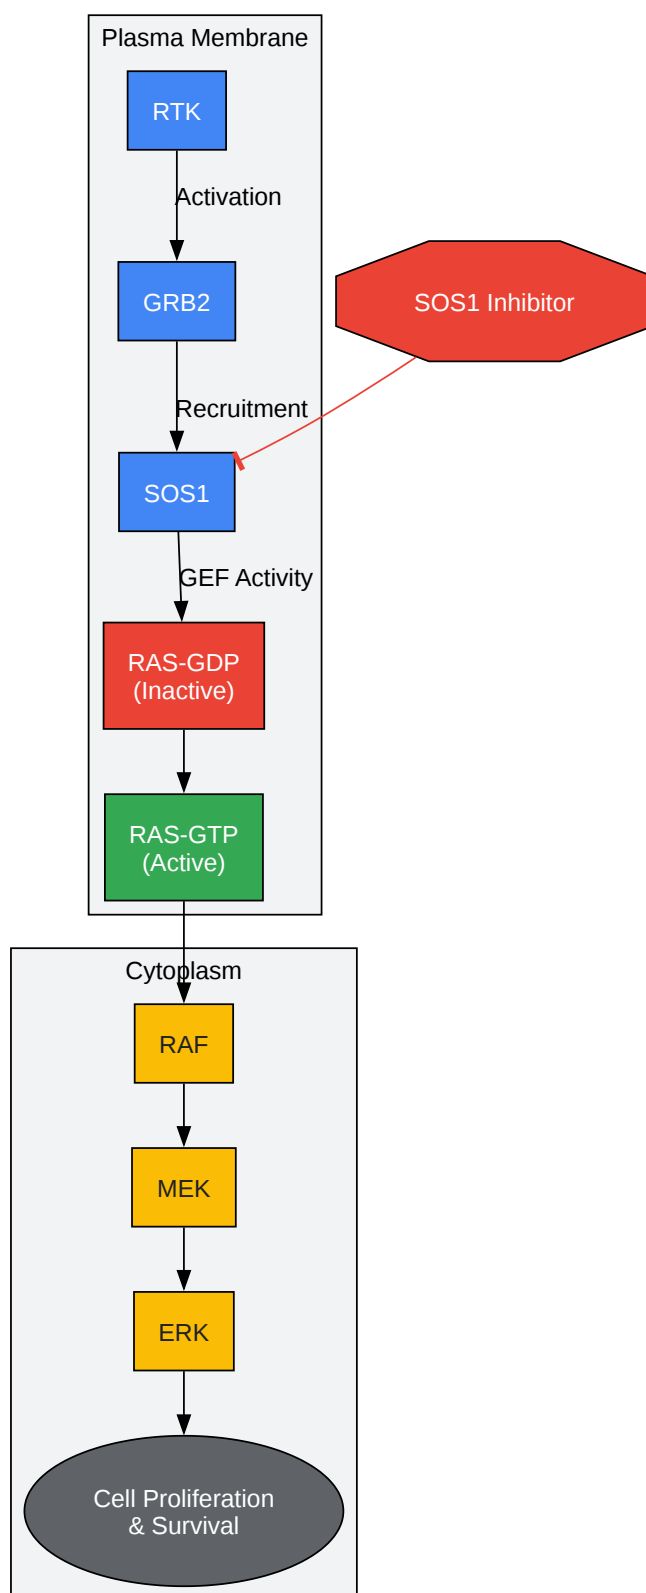 Plasma Membrane
RTK
Activation
GRB2
SOS1 Inhibitor
Recruitment
SOS1
GEF Activity
RAS-GDP
(Inactive)
RAS-GTP
(Active)
Cytoplasm
RAF
MEK
ERK
Cell Proliferation
& Survival